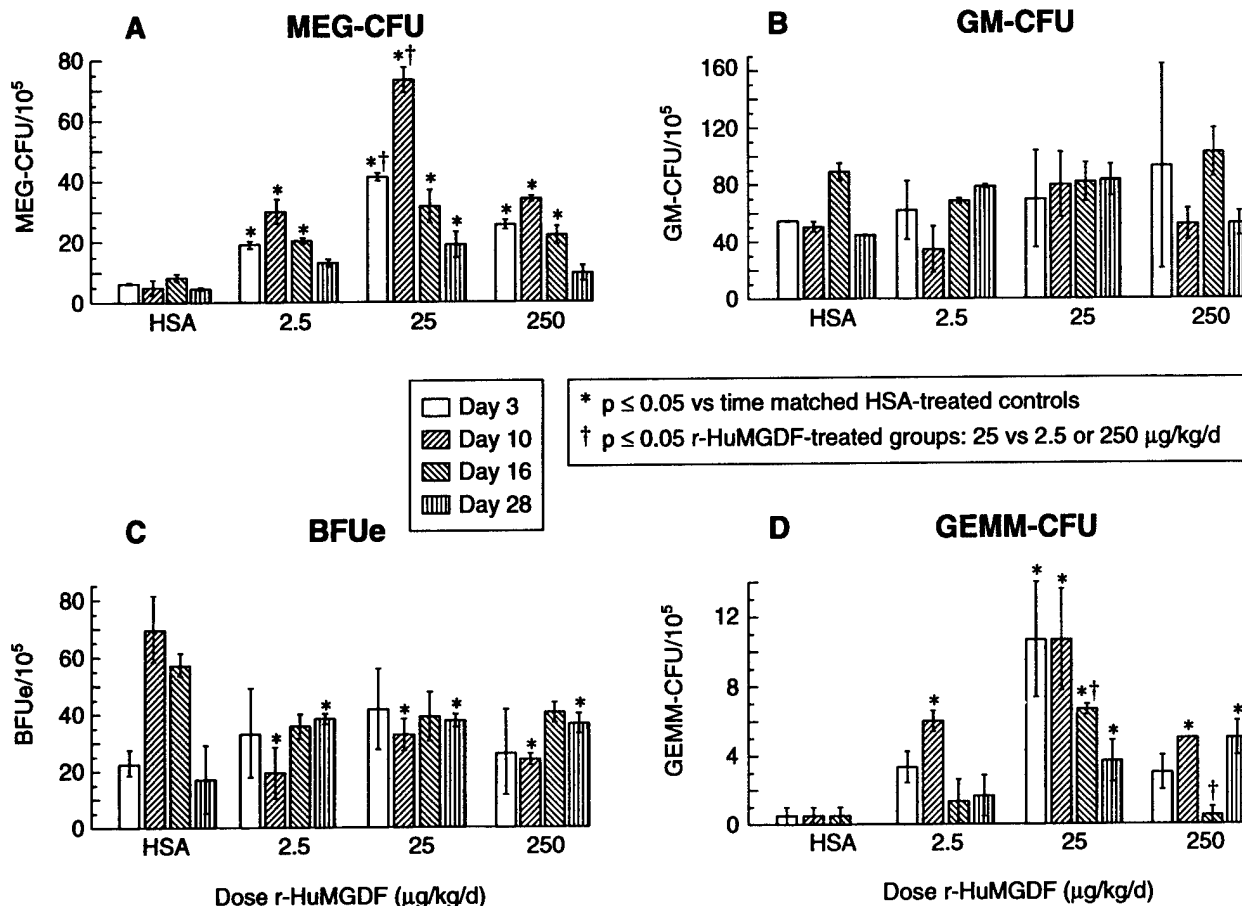 A MEG-CFU
MEG-CFU/10⁵
80
60
40
20
0
* * *
*† *† * *
* * *
HSA 2.5 25 250
B GM-CFU
GM-CFU/10⁵
160
120
80
40
0
HSA 2.5 25 250
Day 3
Day 10
Day 16
Day 28
* p ≤ 0.05 vs time matched HSA-treated controls
† p ≤ 0.05 r-HuMGDF-treated groups: 25 vs 2.5 or 250 μg/kg/d
C BFUe
BFUe/10⁵
80
60
40
20
0
* *
* *
* *
HSA 2.5 25 250
Dose r-HuMGDF (μg/kg/d)
D GEMM-CFU
GEMM-CFU/10⁵
12
8
4
0
*
* * *† *
* † *
HSA 2.5 25 250
Dose r-HuMGDF (μg/kg/d)